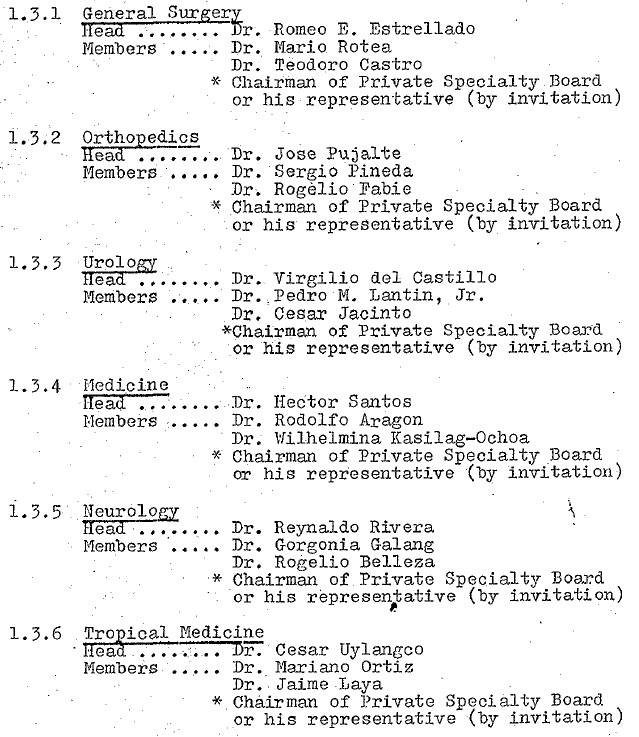 1.3.1 General Surgery
Head ........ Dr. Romeo E. Estrellado
Members ..... Dr. Mario Rotea
Dr. Teodoro Castro
* Chairman of Private Specialty Board
or his representative (by invitation)
1.3.2 Orthopedics
Head ........ Dr. Jose Pujalte
Members ..... Dr. Sergio Pineda
Dr. Rogelio Fabie
* Chairman of Private Specialty Board
or his representative (by invitation)
1.3.3 Urology
Head ........ Dr. Virgilio del Castillo
Members ..... Dr. Pedro M. Lantin, Jr.
Dr. Cesar Jacinto
*Chairman of Private Specialty Board
or his representative (by invitation)
1.3.4 Medicine
Head ........ Dr. Hector Santos
Members ..... Dr. Rodolfo Aragon
Dr. Wilhelmina Kasilag-Ochoa
* Chairman of Private Specialty Board
or his representative (by invitation)
1.3.5 Neurology
Head ........ Dr. Reynaldo Rivera
Members ..... Dr. Gorgonia Galang
Dr. Rogelio Belleza
* Chairman of Private Specialty Board
or his representative (by invitation)
1.3.6 Tropical Medicine
Head ........ Dr. Cesar Uylangco
Members ..... Dr. Mariano Ortiz
Dr. Jaime Laya
* Chairman of Private Specialty Board
or his representative (by invitation)